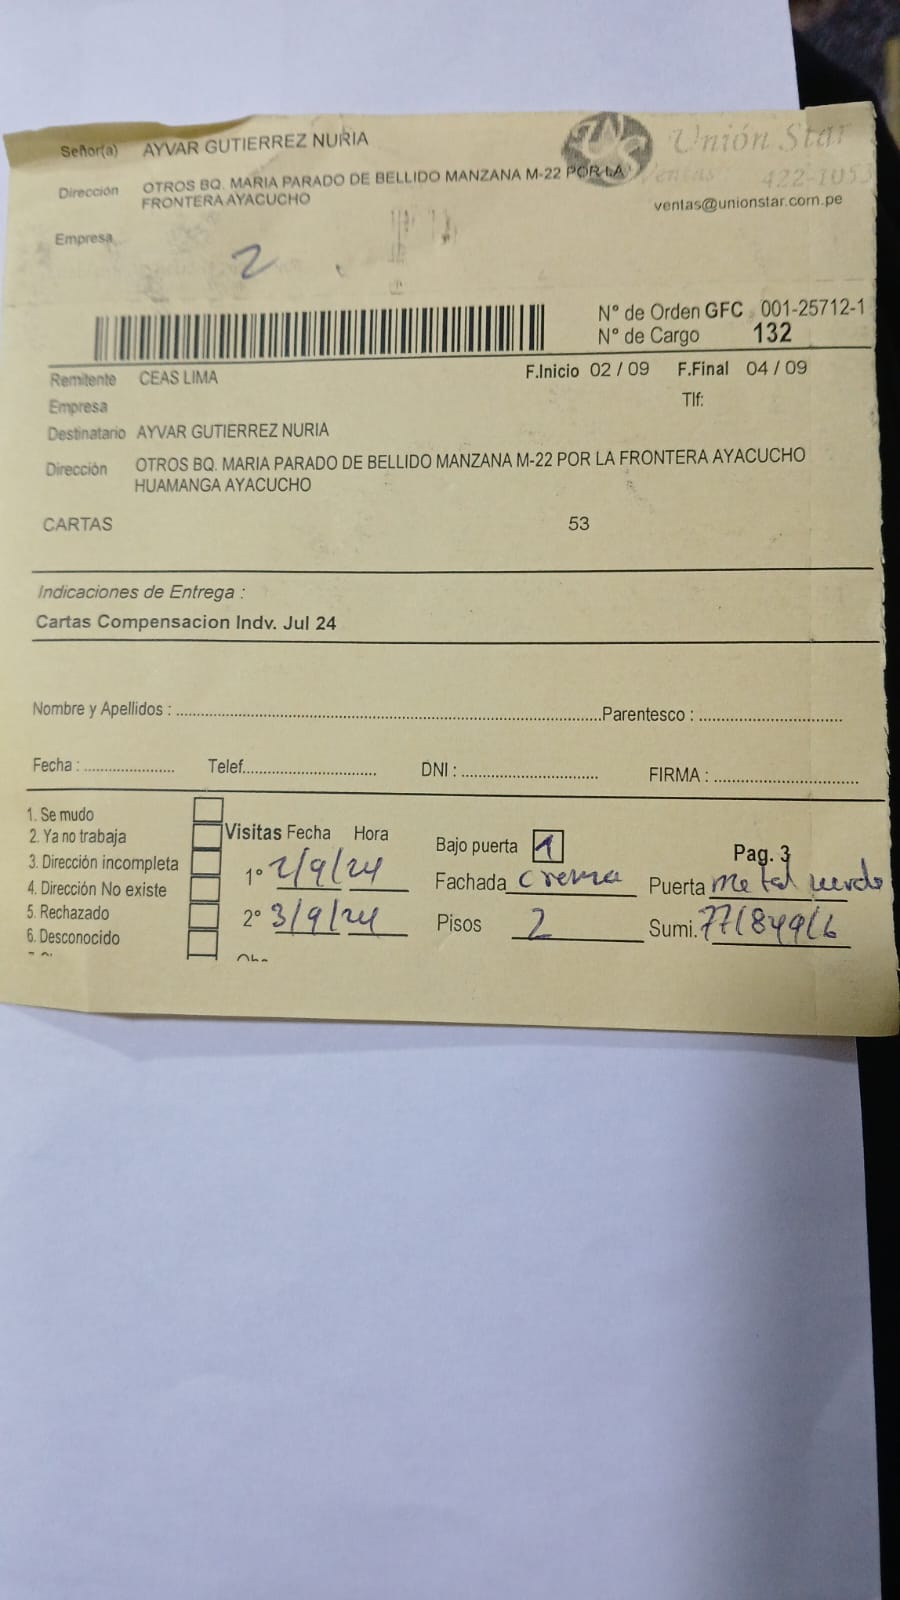 Señor(a) AYVAR GUTIERREZ NURIA
Unión Star
Dirección OTROS BQ. MARIA PARADO DE BELLIDO MANZANA M-22 POR LA
FRONTERA AYACUCHO
Ventas: 422-1053
ventas@unionstar.com.pe
Empresa
2
N° de Orden GFC 001-25712-1
N° de Cargo 132
Remitente CEAS LIMA F.Inicio 02 / 09 F.Final 04 / 09
Empresa Tlf:
Destinatario AYVAR GUTIERREZ NURIA
Dirección OTROS BQ. MARIA PARADO DE BELLIDO MANZANA M-22 POR LA FRONTERA AYACUCHO
HUAMANGA AYACUCHO
CARTAS 53
Indicaciones de Entrega :
Cartas Compensacion Indv. Jul 24
Nombre y Apellidos : Parentesco :
Fecha : Telef. DNI : FIRMA :
1. Se mudo
2. Ya no trabaja Visitas Fecha Hora Bajo puerta 1 Pag. 3
3. Dirección incompleta 1° 2/9/24 Fachada crema Puerta metal
4. Dirección No existe
5. Rechazado 2° 3/9/24 Pisos 2 Sumi.
6. Desconocido